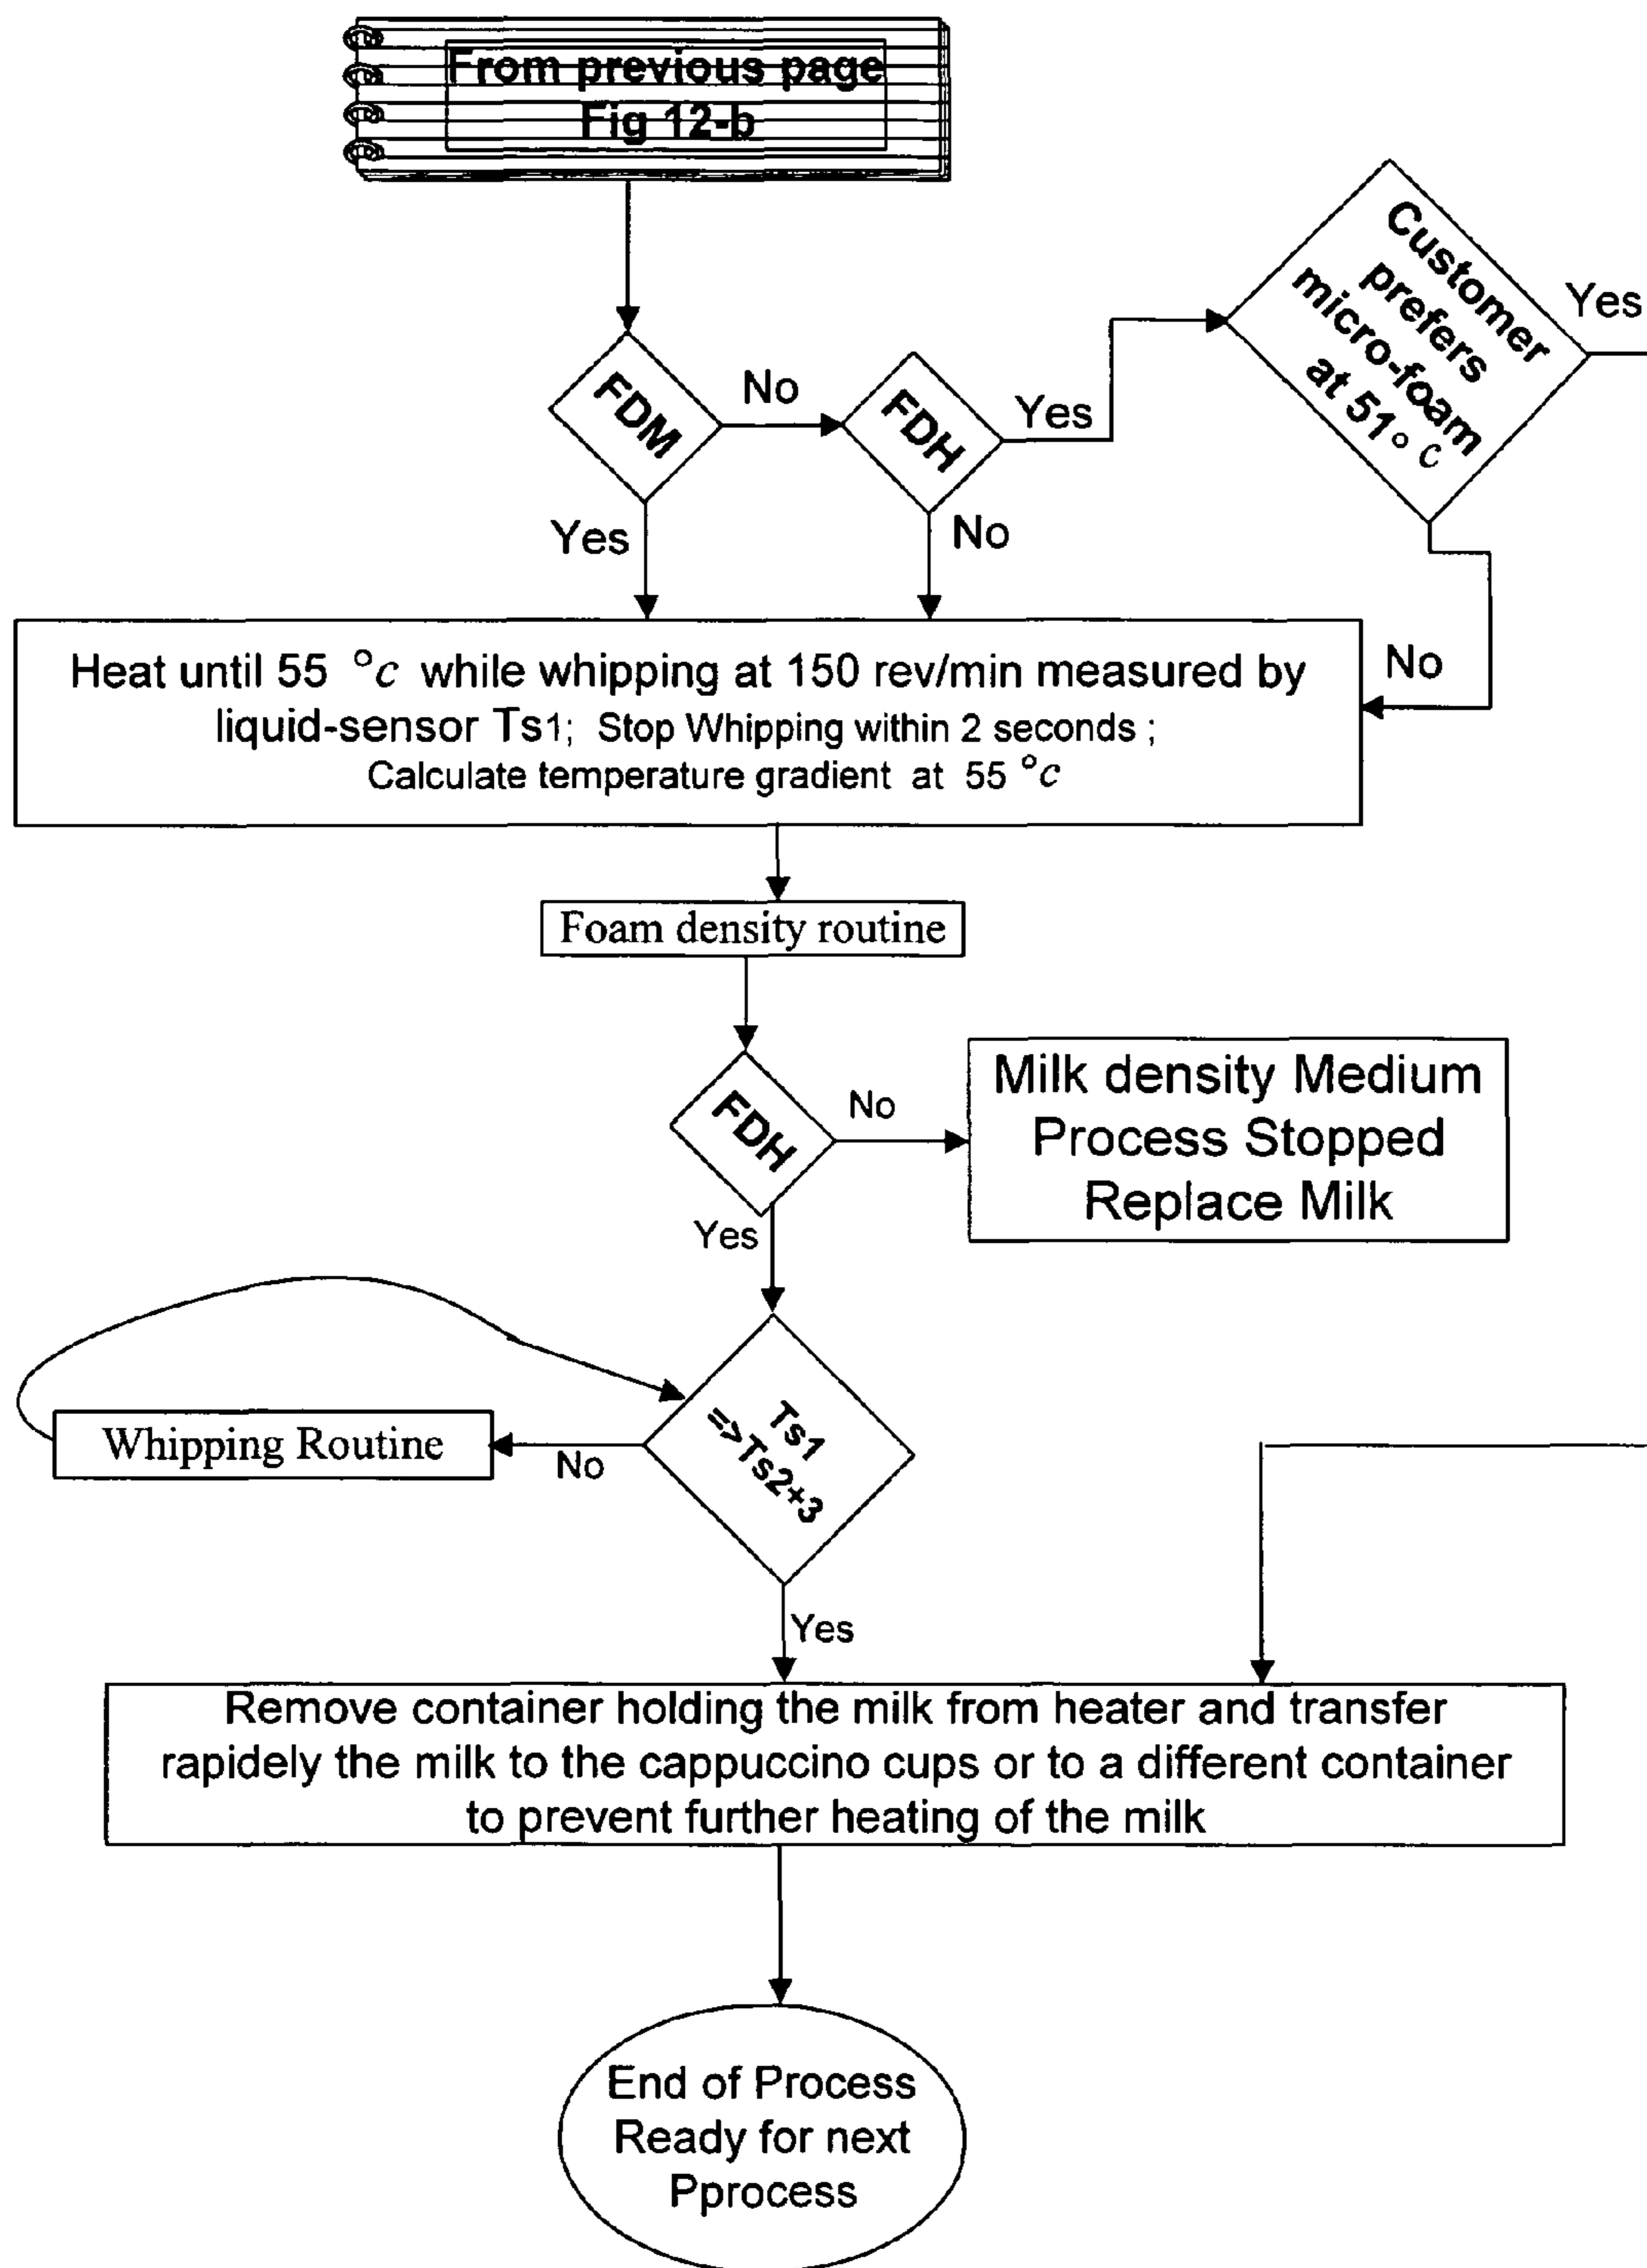 From previous page
Fig 12-b
Customer
prefers
micro-foam
at 51° c
Yes
FDM
No
FDH
Yes
Yes
No
Heat until 55 °c while whipping at 150 rev/min measured by
liquid-sensor Ts1; Stop Whipping within 2 seconds ;
Calculate temperature gradient at 55 °c
No
Foam density routine
FDH
No
Milk density Medium
Process Stopped
Replace Milk
Yes
Ts1
=>Ts2+3
Whipping Routine
No
Yes
Remove container holding the milk from heater and transfer
rapidely the milk to the cappuccino cups or to a different container
to prevent further heating of the milk
End of Process
Ready for next
Pprocess